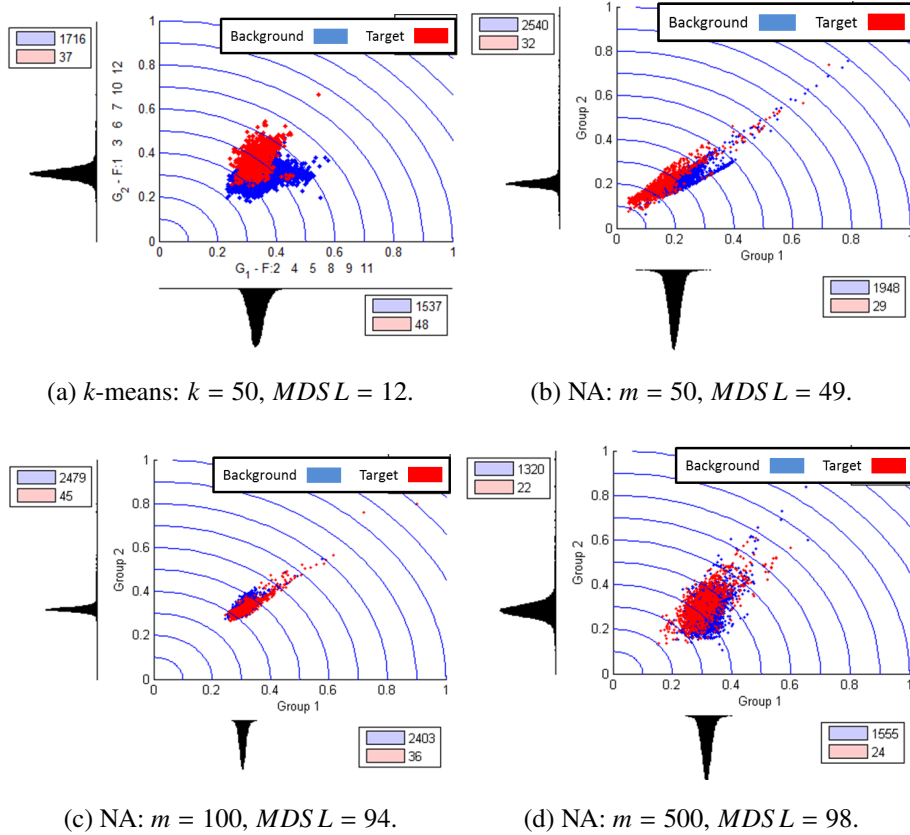 1716
37
Background Target
1
0.8
0.6
0.4
0.2
0
G2 - F:1 3 6 7 10 12
0 0.2 0.4 0.6 0.8 1
G1 - F:2 4 5 8 9 11
1537
48
(a) k-means: k = 50, MDSL = 12.
2540
32
Background Target
1
0.8
0.6
0.4
0.2
0
Group 2
0 0.2 0.4 0.6 0.8 1
Group 1
1948
29
(b) NA: m = 50, MDSL = 49.
2479
45
Background Target
1
0.8
0.6
0.4
0.2
0
Group 2
0 0.2 0.4 0.6 0.8 1
Group 1
2403
36
(c) NA: m = 100, MDSL = 94.
1320
22
Background Target
1
0.8
0.6
0.4
0.2
0
Group 2
0 0.2 0.4 0.6 0.8 1
Group 1
1555
24
(d) NA: m = 500, MDSL = 98.